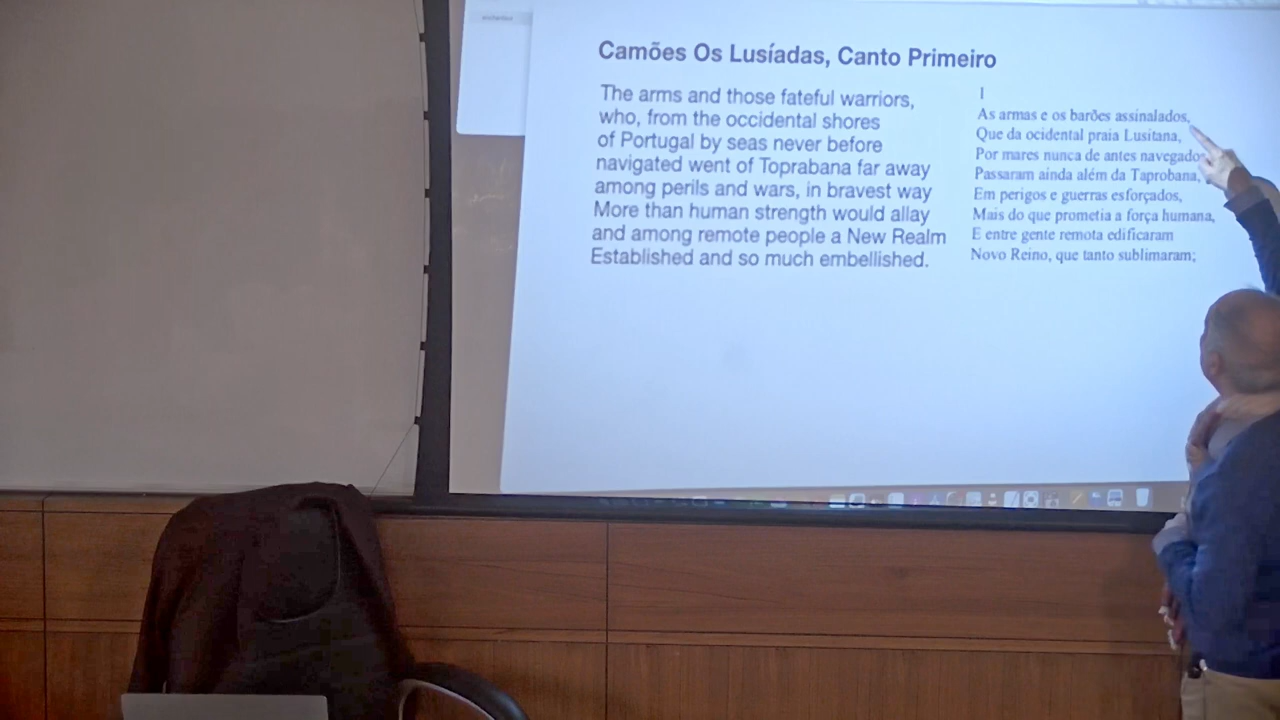 Camões Os Lusíadas, Canto Primeiro
The arms and those fateful warriors,
who, from the occidental shores
of Portugal by seas never before
navigated went of Toprabana far away
among perils and wars, in bravest way
More than human strength would allay
and among remote people a New Realm
Established and so much embellished.
I
As armas e os barões assinalados,
Que da ocidental praia Lusitana,
Por mares nunca de antes navegados
Passaram ainda além da Taprobana,
Em perigos e guerras esforçados,
Mais do que prometia a força humana,
E entre gente remota edificaram
Novo Reino, que tanto sublimaram;